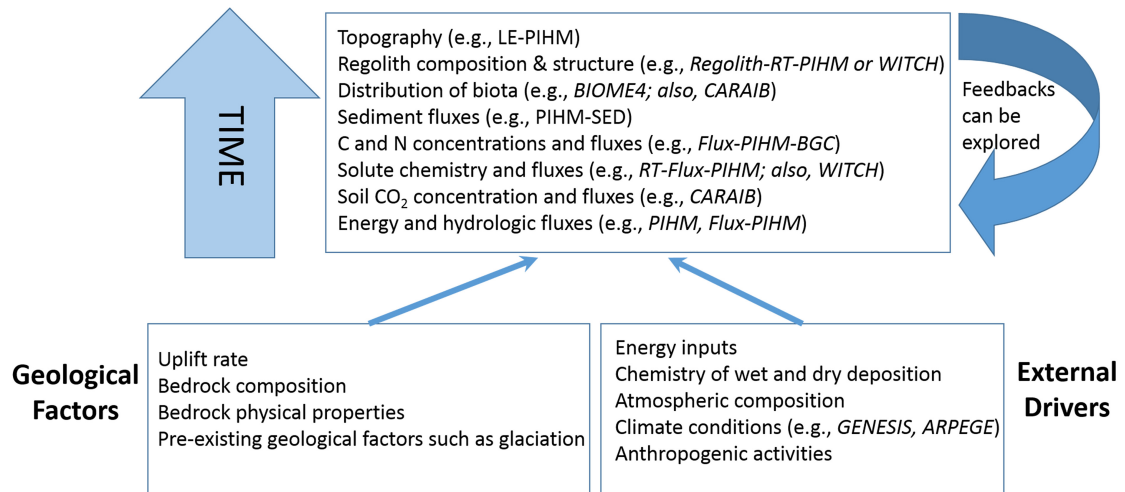 TIME
Topography (e.g., LE-PIHM)
Regolith composition & structure (e.g., Regolith-RT-PIHM or WITCH)
Distribution of biota (e.g., BIOME4; also, CARAIB)
Sediment fluxes (e.g., PIHM-SED)
C and N concentrations and fluxes (e.g., Flux-PIHM-BGC)
Solute chemistry and fluxes (e.g., RT-Flux-PIHM; also, WITCH)
Soil CO₂ concentration and fluxes (e.g., CARAIB)
Energy and hydrologic fluxes (e.g., PIHM, Flux-PIHM)
Feedbacks
can be
explored
Geological
Factors
Uplift rate
Bedrock composition
Bedrock physical properties
Pre-existing geological factors such as glaciation
Energy inputs
Chemistry of wet and dry deposition
Atmospheric composition
Climate conditions (e.g., GENESIS, ARPEGE)
Anthropogenic activities
External
Drivers